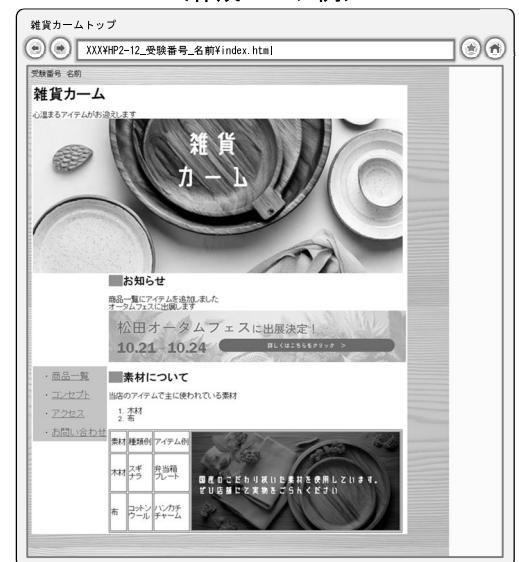 雑貨カームトップ
XXX¥HP2-12_受験番号_名前¥index.html
受験番号 名前
雑貨カーム
心温まるアイテムがお迎えします
雑貨
カーム
お知らせ
商品一覧にアイテムを追加しました
オータムフェスに出展します
松田オータムフェスに出展決定！
10.21 - 10.24
詳しくはこちらをクリック ＞
・商品一覧
・コンセプト
・アクセス
・お問い合わせ
素材について
当店のアイテムで主に使われている素材
1. 木材
2. 布
素材 種類例 アイテム例
木材 スギ ナラ 弁当箱 プレート
布 コットン ウール ハンカチ チャーム
国産のこだわり抜いた素材を使用しています。
ぜひ店舗にて実物をごらんください